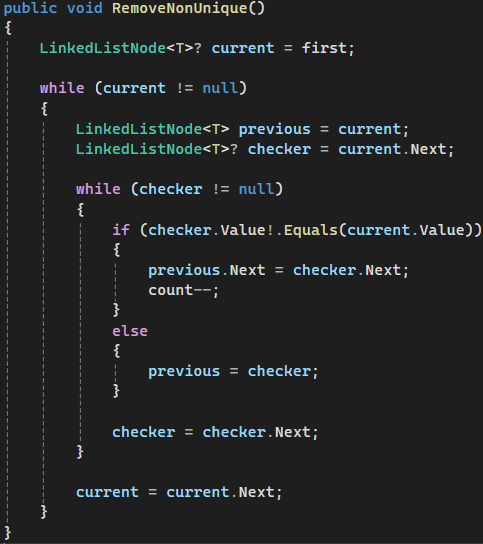 public void RemoveNonUnique()
{
    LinkedListNode<T>? current = first;

    while (current != null)
    {
        LinkedListNode<T> previous = current;
        LinkedListNode<T>? checker = current.Next;

        while (checker != null)
        {
            if (checker.Value!.Equals(current.Value))
            {
                previous.Next = checker.Next;
                count--;
            }
            else
            {
                previous = checker;
            }

            checker = checker.Next;
        }

        current = current.Next;
    }
}